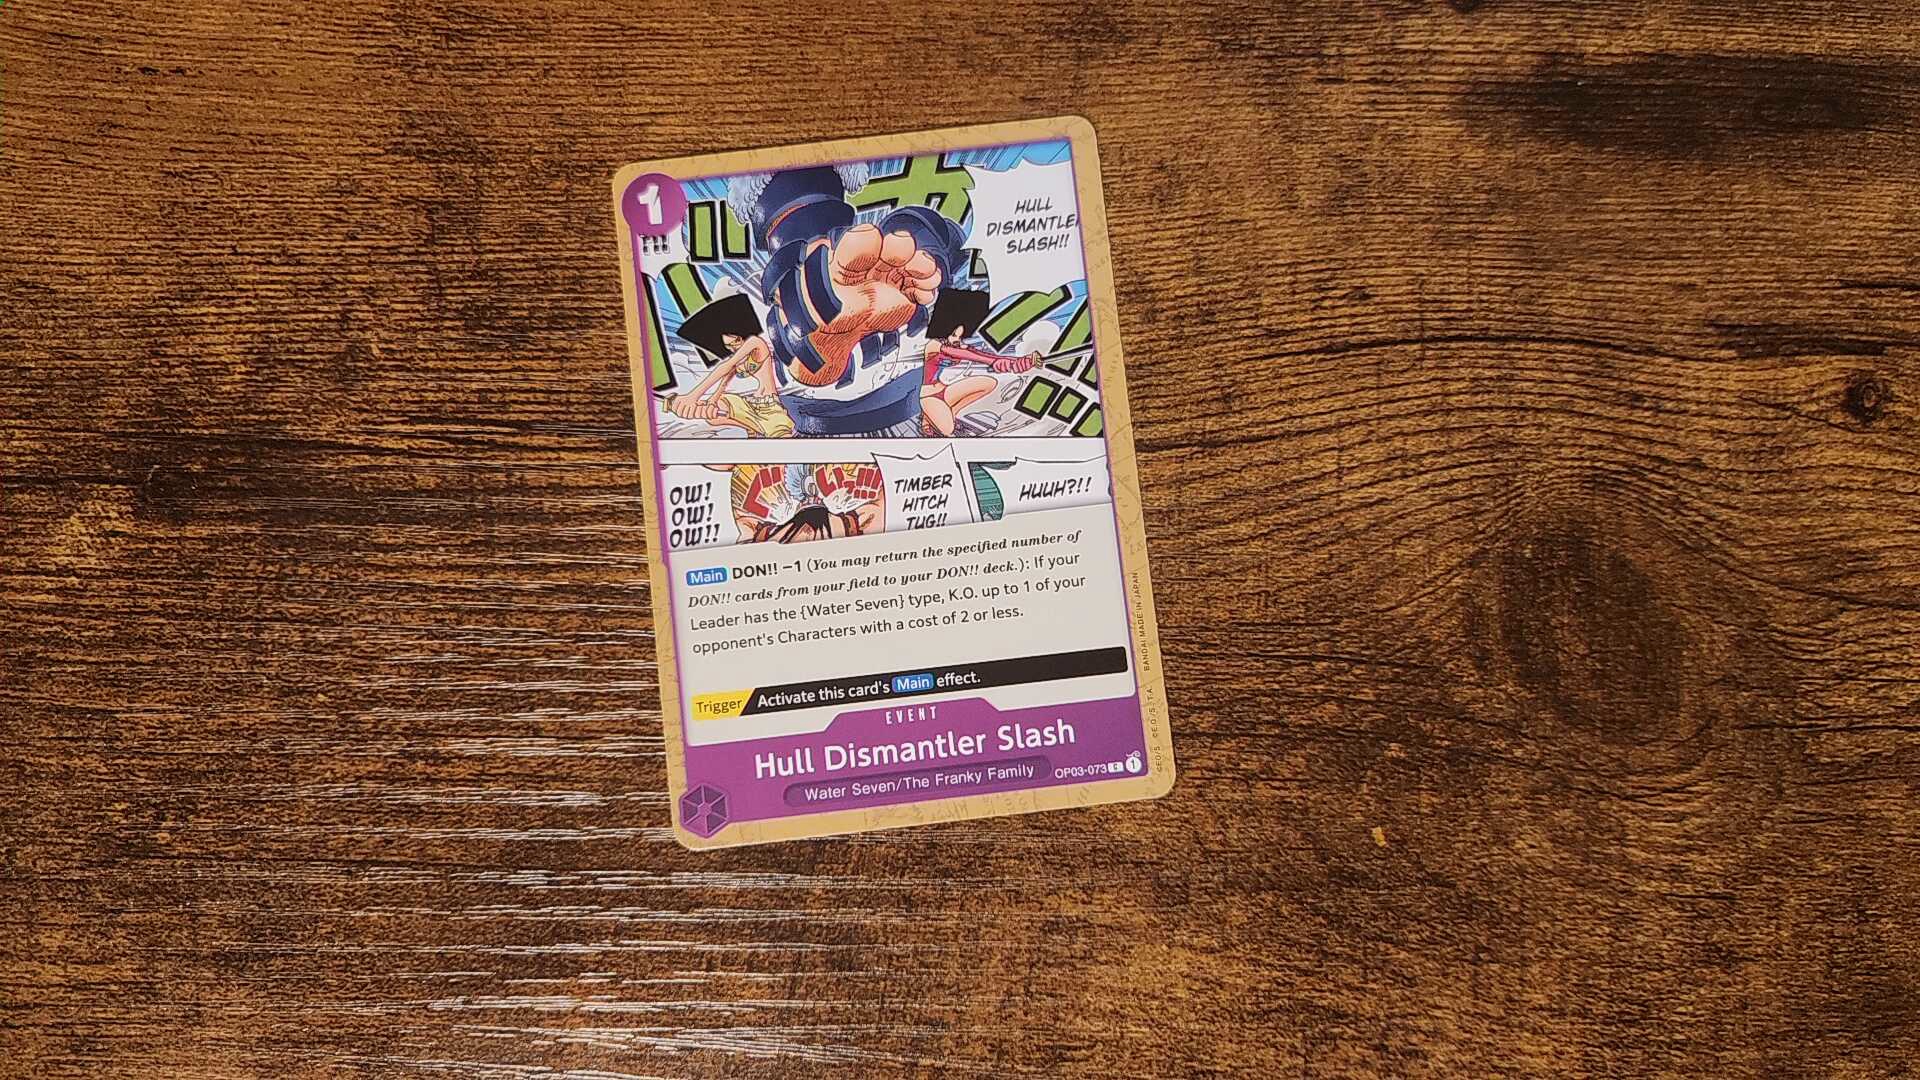 1
!!!
HULL
DISMANTLER
SLASH!!
OW!
OW!
OW!!
TIMBER
HITCH
TUG!!
HUUH?!!
Main DON!! −1 (You may return the specified number of
DON!! cards from your field to your DON!! deck.): If your
Leader has the {Water Seven} type, K.O. up to 1 of your
opponent's Characters with a cost of 2 or less.
Trigger Activate this card's Main effect.
EVENT
Hull Dismantler Slash
Water Seven/The Franky Family
OP03-073 C 1
©E.O/S. ©E.O./S.,T.A. BANDAI MADE IN JAPAN